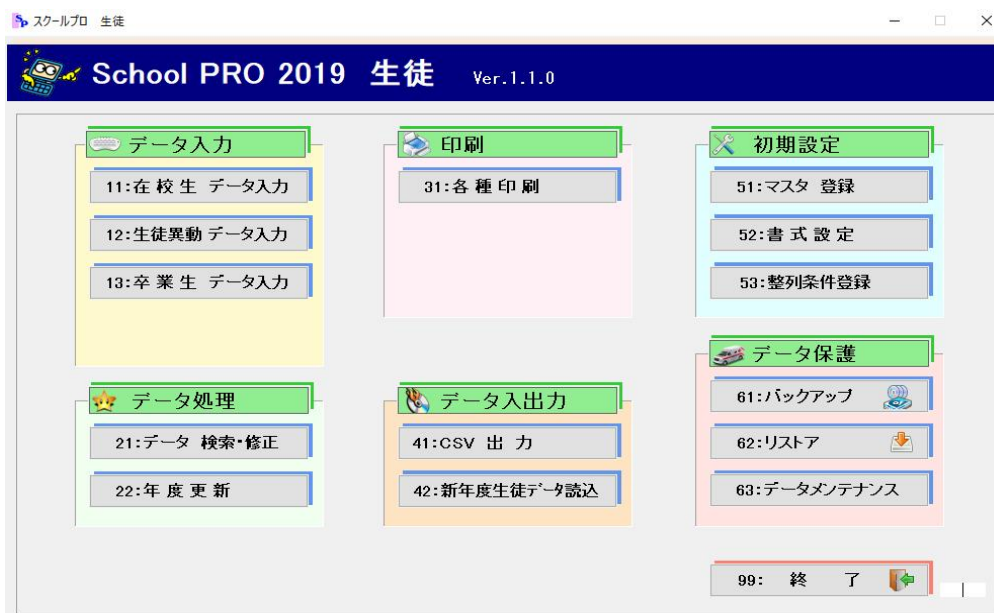 スクールプロ 生徒
School PRO 2019 生徒 Ver.1.1.0
データ入力
11:在 校 生 データ入力
12:生徒異動 データ入力
13:卒 業 生 データ入力
印刷
31:各 種 印 刷
初期設定
51:マスタ 登録
52:書 式 設 定
53:整列条件登録
データ処理
21:データ 検索・修正
22:年 度 更 新
データ入出力
41:CSV 出 力
42:新年度生徒データ読込
データ保護
61:バックアップ
62:リストア
63:データメンテナンス
99: 終 了